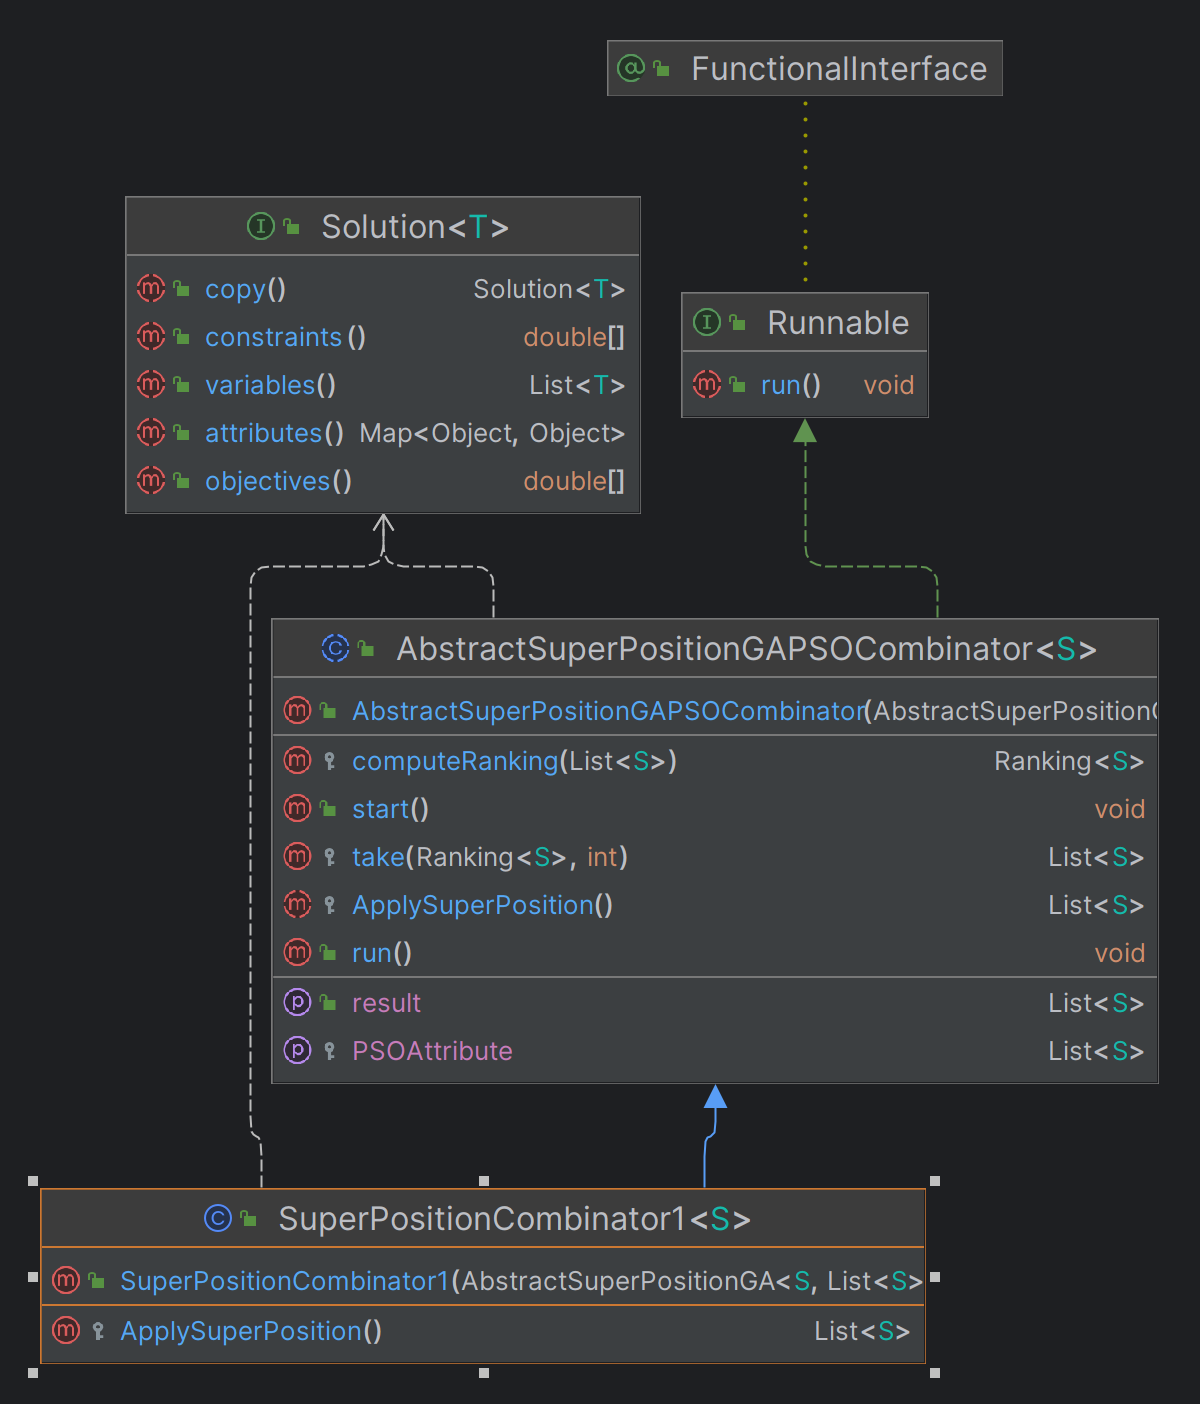 FunctionalInterface
Solution<T>
copy() Solution<T>
constraints() double[]
variables() List<T>
attributes() Map<Object, Object>
objectives() double[]
Runnable
run() void
AbstractSuperPositionGAPSOCombinator<S>
AbstractSuperPositionGAPSOCombinator(AbstractSuperPosition
computeRanking(List<S>) Ranking<S>
start() void
take(Ranking<S>, int) List<S>
ApplySuperPosition() List<S>
run() void
result List<S>
PSOAttribute List<S>
SuperPositionCombinator1<S>
SuperPositionCombinator1(AbstractSuperPositionGA<S, List<S>
ApplySuperPosition() List<S>